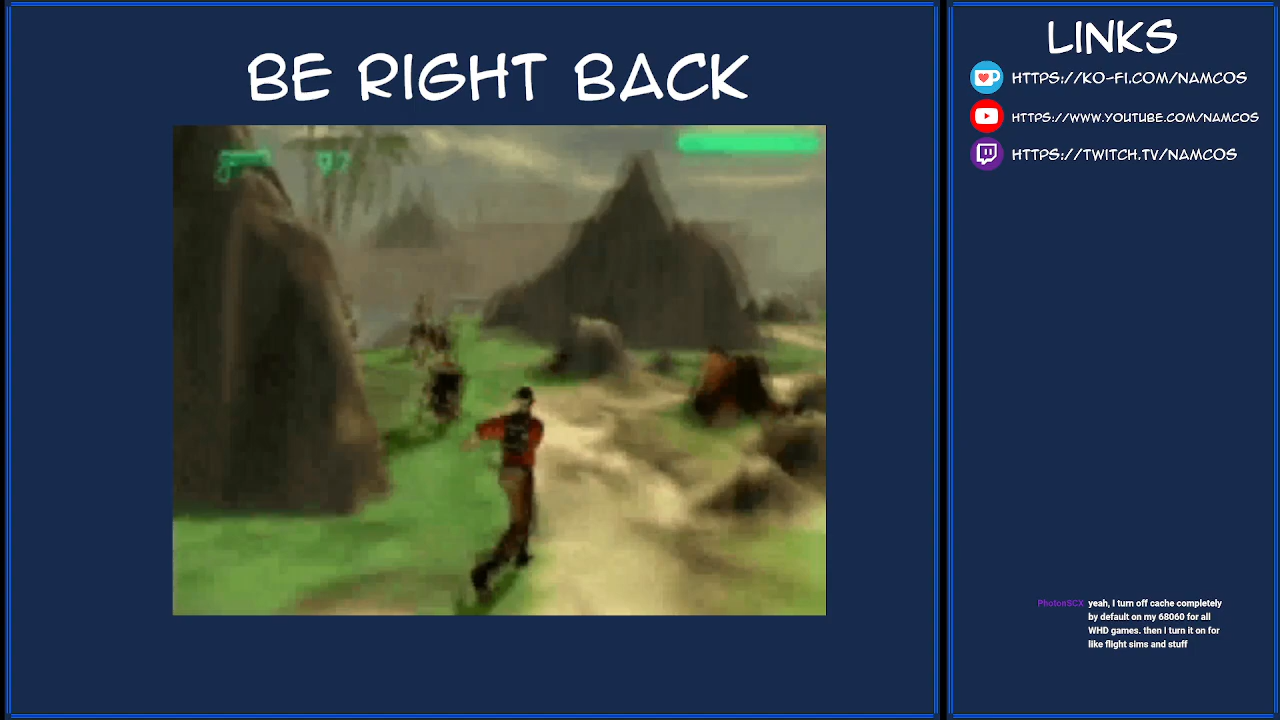 BE RIGHT BACK
LINKS
HTTPS://KO-FI.COM/NAMCOS
HTTPS://WWW.YOUTUBE.COM/NAMCOS
HTTPS://TWITCH.TV/NAMCOS
PhotonSCX yeah, I turn off cache completely
by default on my 68060 for all
WHD games. then I turn it on for
like flight sims and stuff